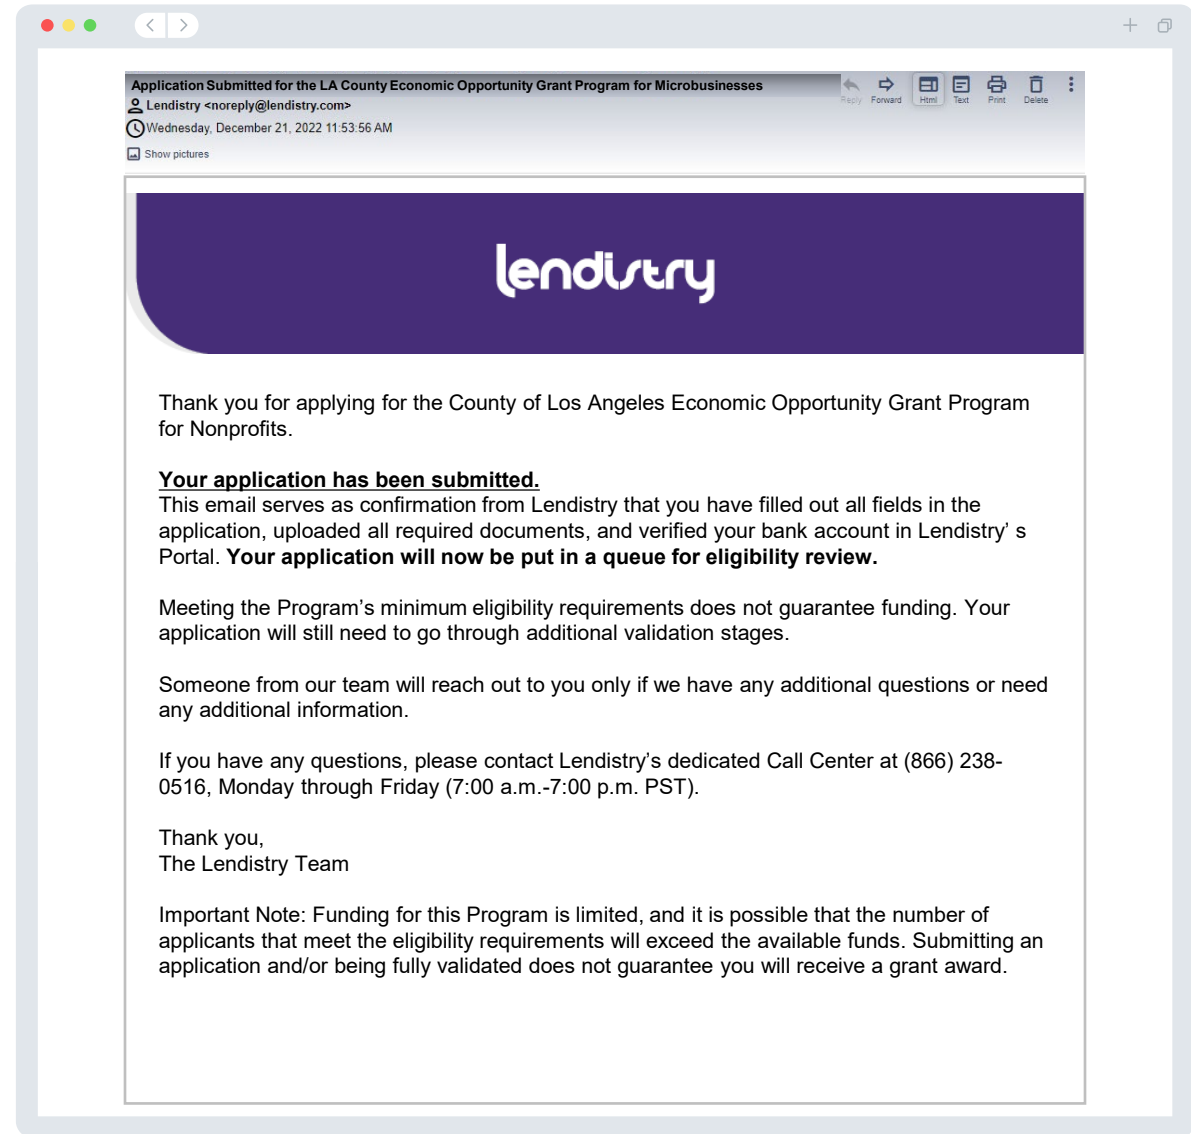 Application Submitted for the LA County Economic Opportunity Grant Program for Microbusinesses
Lendistry <noreply@lendistry.com>
Wednesday, December 21, 2022 11:53:56 AM
Show pictures
Reply Forward Html Text Print Delete
lendistry
Thank you for applying for the County of Los Angeles Economic Opportunity Grant Program
for Nonprofits.
Your application has been submitted.
This email serves as confirmation from Lendistry that you have filled out all fields in the
application, uploaded all required documents, and verified your bank account in Lendistry’ s
Portal. Your application will now be put in a queue for eligibility review.
Meeting the Program’s minimum eligibility requirements does not guarantee funding. Your
application will still need to go through additional validation stages.
Someone from our team will reach out to you only if we have any additional questions or need
any additional information.
If you have any questions, please contact Lendistry’s dedicated Call Center at (866) 238-
0516, Monday through Friday (7:00 a.m.-7:00 p.m. PST).
Thank you,
The Lendistry Team
Important Note: Funding for this Program is limited, and it is possible that the number of
applicants that meet the eligibility requirements will exceed the available funds. Submitting an
application and/or being fully validated does not guarantee you will receive a grant award.